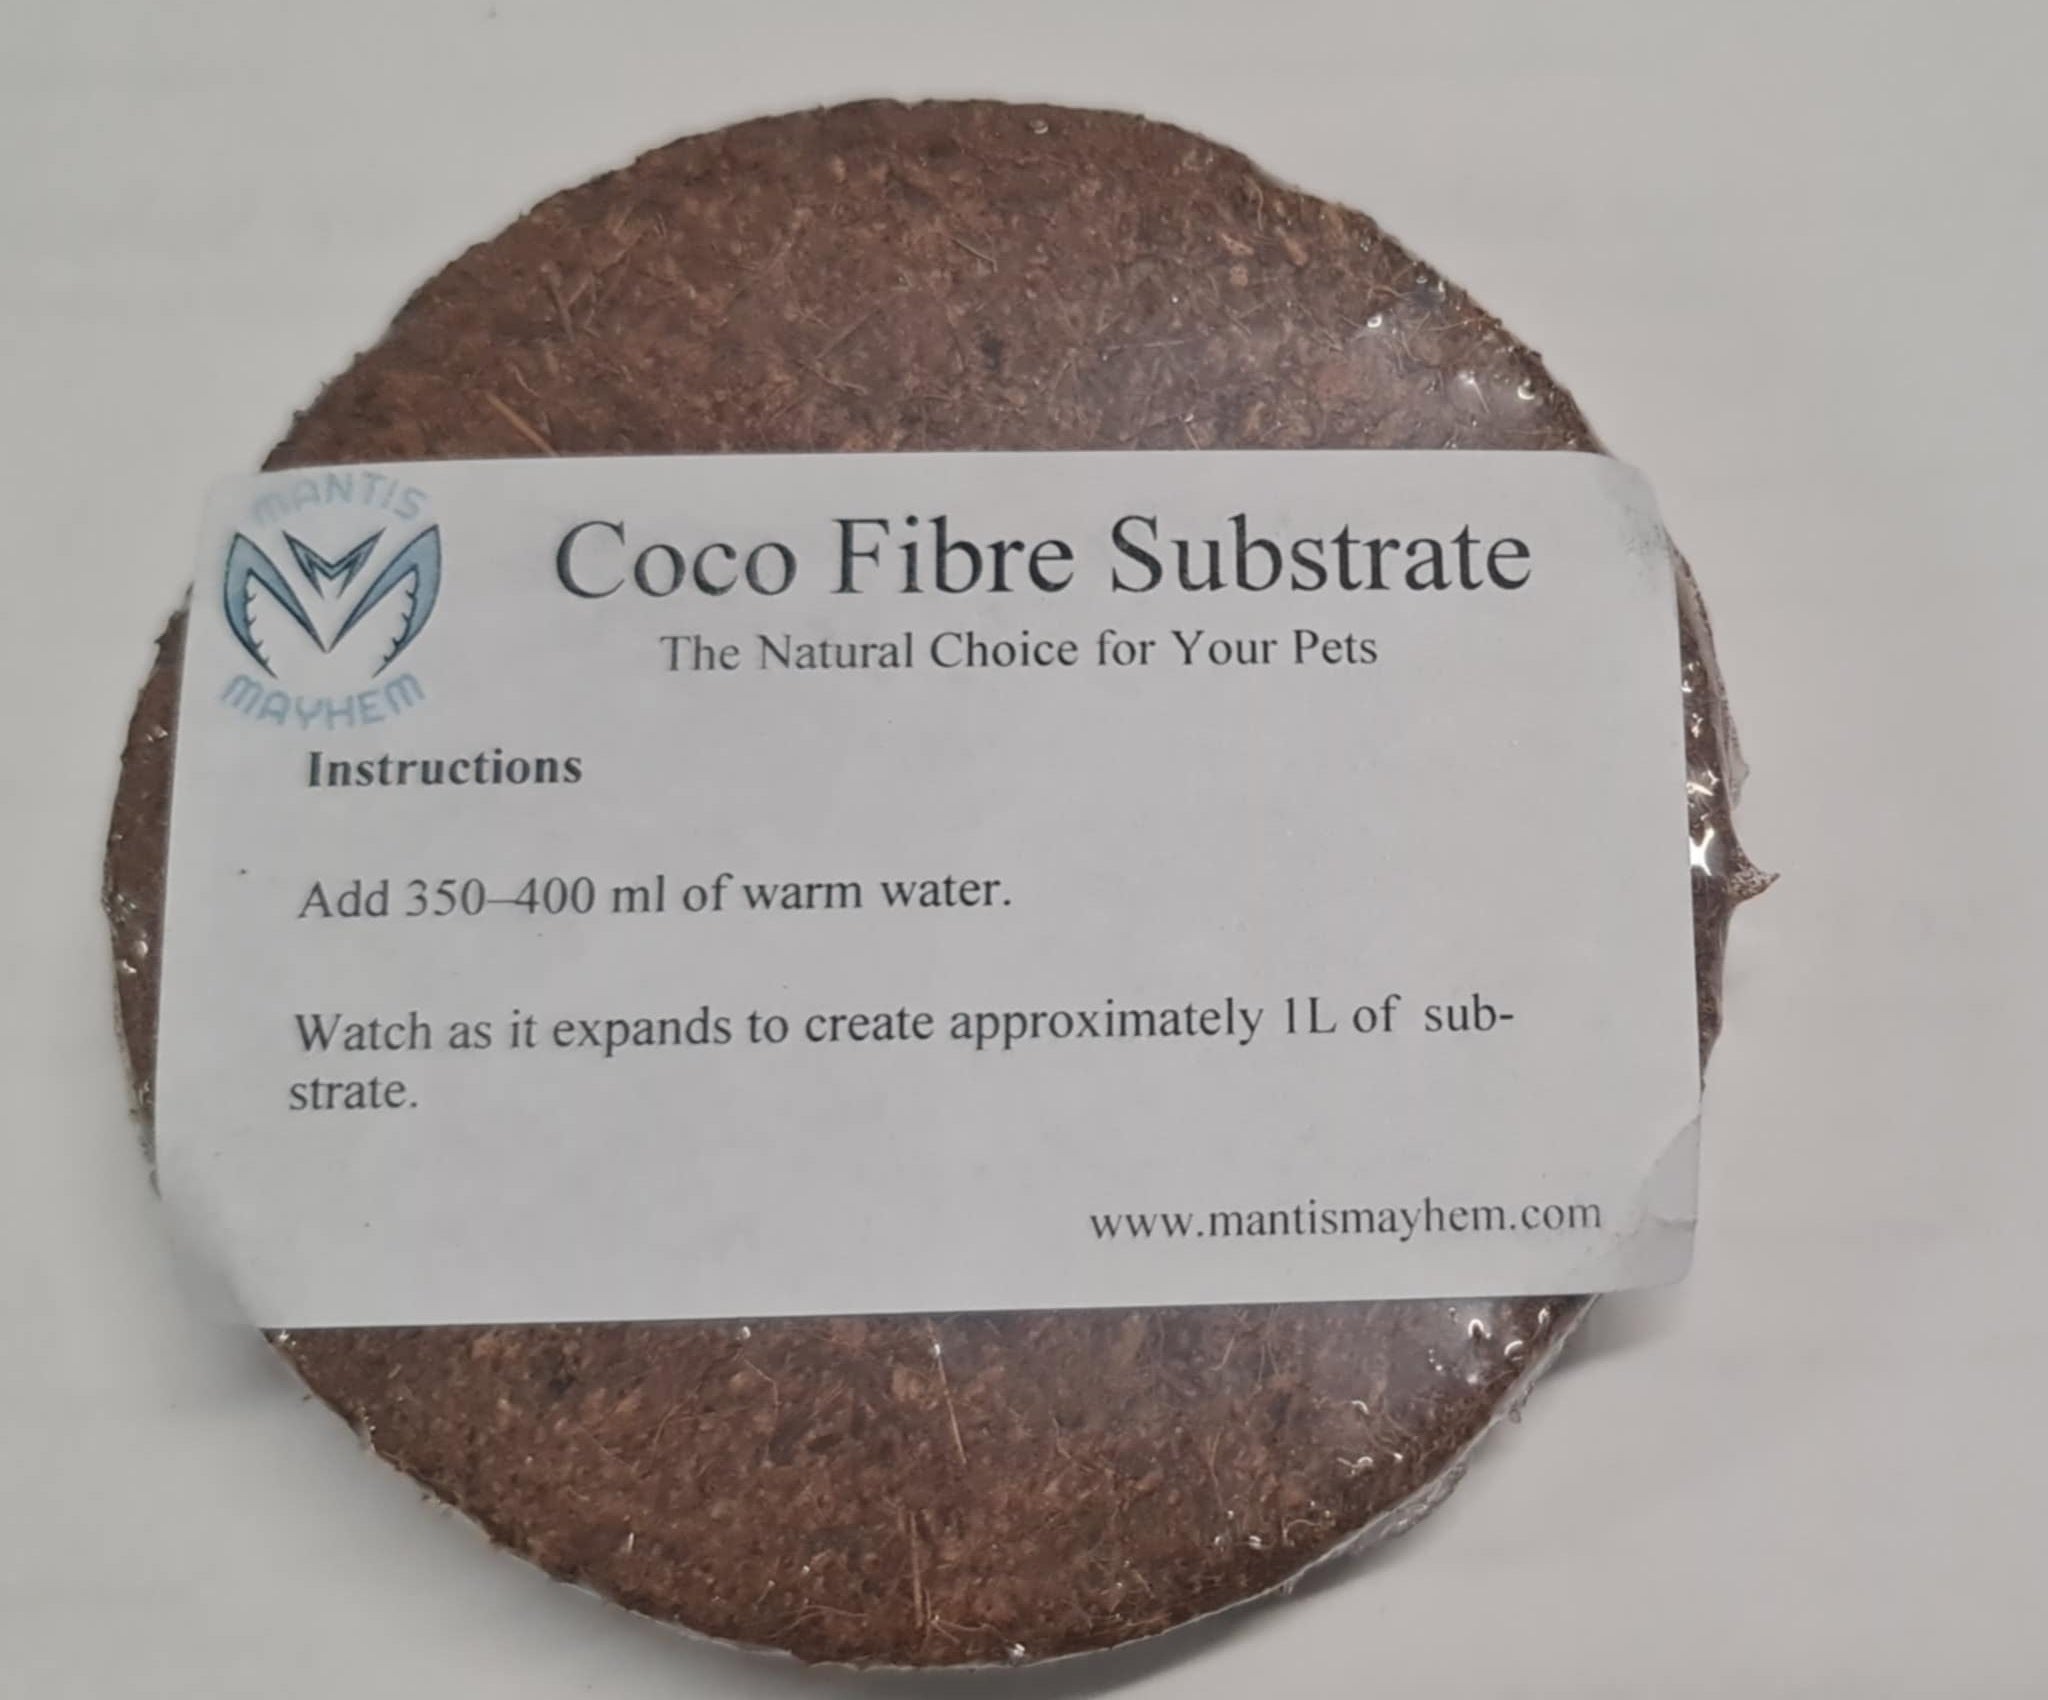 MANTIS
MAYHEM
Coco Fibre Substrate
The Natural Choice for Your Pets
Instructions
Add 350–400 ml of warm water.
Watch as it expands to create approximately 1L of sub-
strate.
www.mantismayhem.com